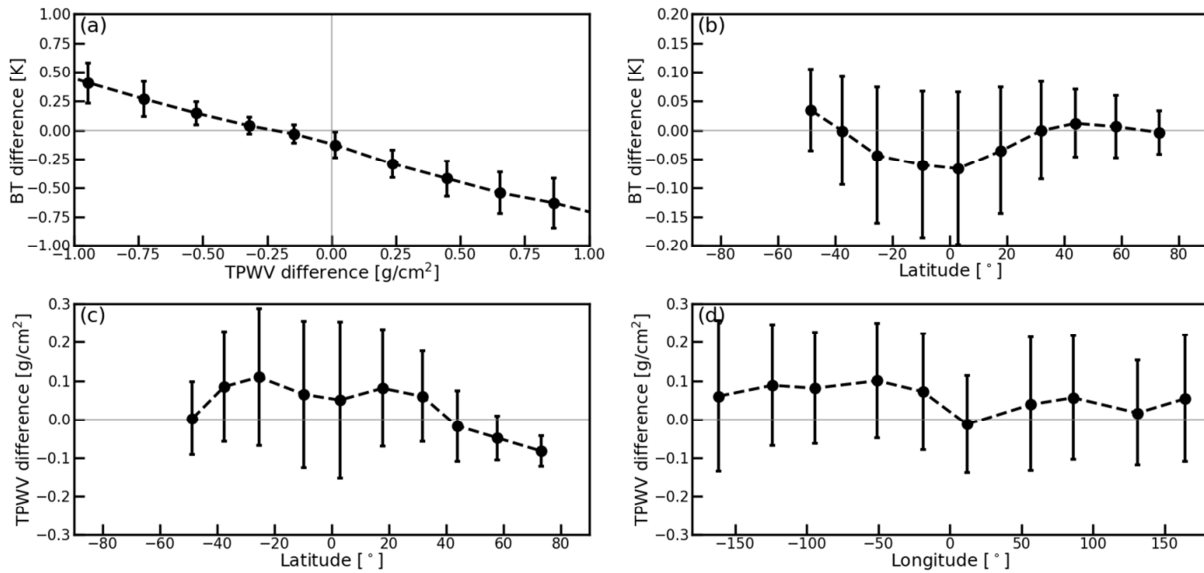 (a)
BT difference [K]
1.00
0.75
0.50
0.25
0.00
−0.25
−0.50
−0.75
−1.00
−1.00 −0.75 −0.50 −0.25 0.00 0.25 0.50 0.75 1.00
TPWV difference [g/cm²]
(b)
BT difference [K]
0.20
0.15
0.10
0.05
0.00
−0.05
−0.10
−0.15
−0.20
−80 −60 −40 −20 0 20 40 60 80
Latitude [°]
(c)
TPWV difference [g/cm²]
0.3
0.2
0.1
0.0
−0.1
−0.2
−0.3
−80 −60 −40 −20 0 20 40 60 80
Latitude [°]
(d)
TPWV difference [g/cm²]
0.3
0.2
0.1
0.0
−0.1
−0.2
−0.3
−150 −100 −50 0 50 100 150
Longitude [°]